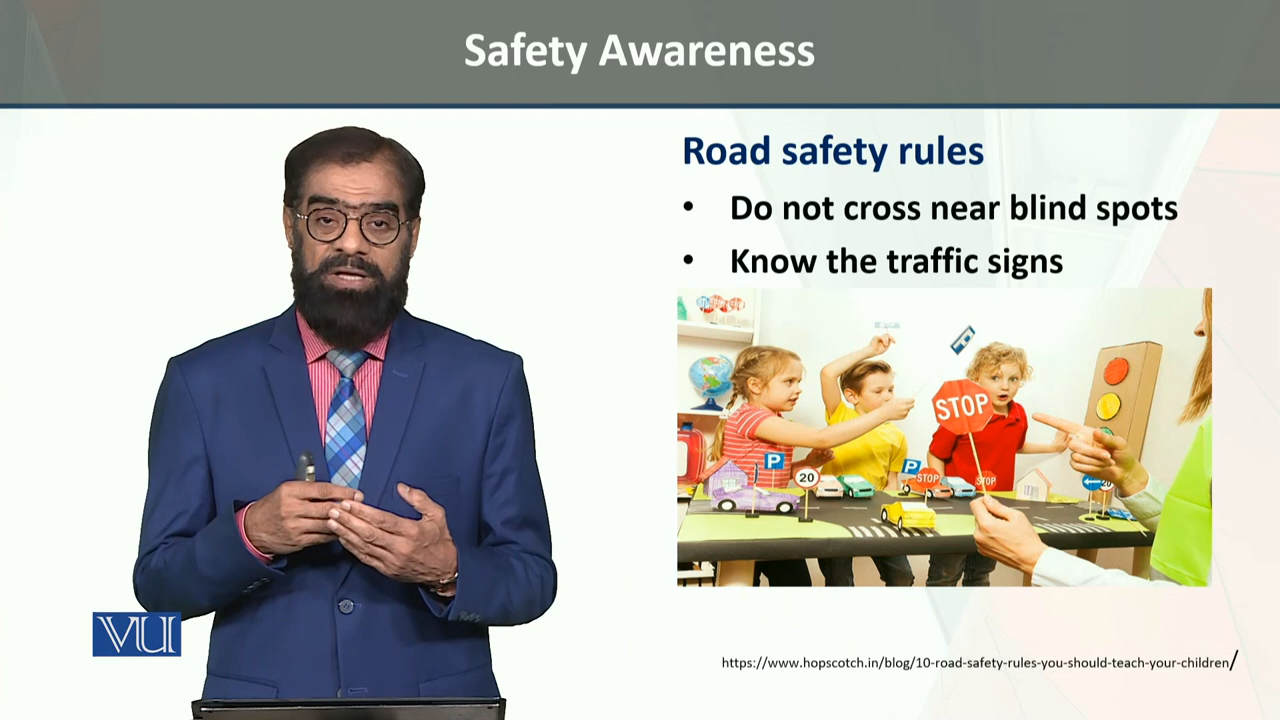 Safety Awareness
Road safety rules
• Do not cross near blind spots
• Know the traffic signs
STOP
P
20
P
STOP
STOP
20
VU
https://www.hopscotch.in/blog/10-road-safety-rules-you-should-teach-your-children/